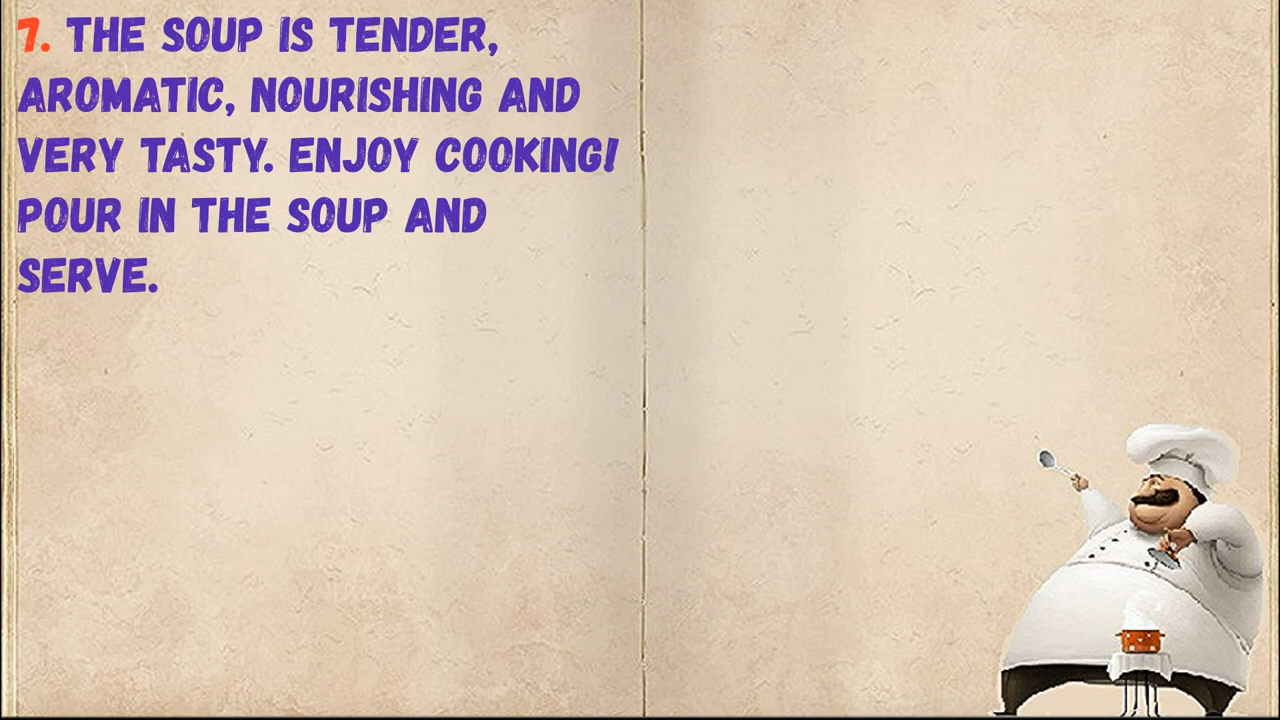 7. THE SOUP IS TENDER,
AROMATIC, NOURISHING AND
VERY TASTY. ENJOY COOKING!
POUR IN THE SOUP AND
SERVE.